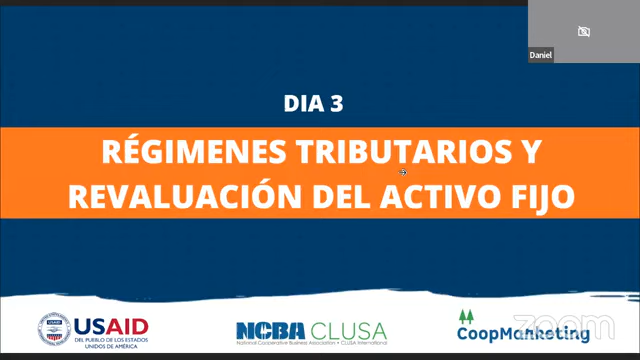 Daniel
DIA 3
RÉGIMENES TRIBUTARIOS Y
REVALUACIÓN DEL ACTIVO FIJO
USAID
DEL PUEBLO DE LOS ESTADOS
UNIDOS DE AMÉRICA
NCBA CLUSA
National Cooperative Business Association • CLUSA International
CoopMarketing
zoom